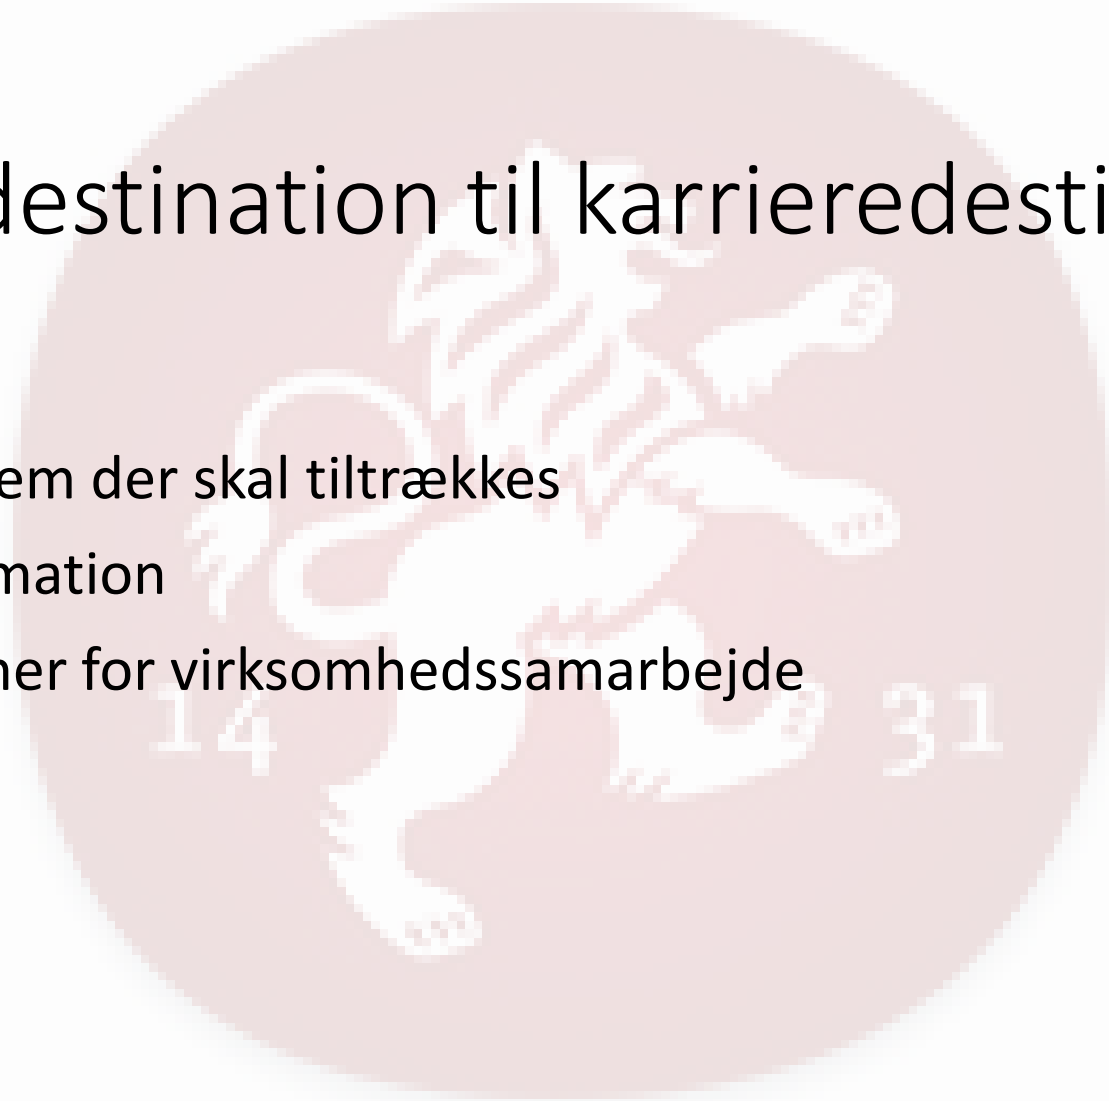 destination til karrieredesti
em der skal tiltrækkes
mation
ner for virksomhedssamarbejde
14 31